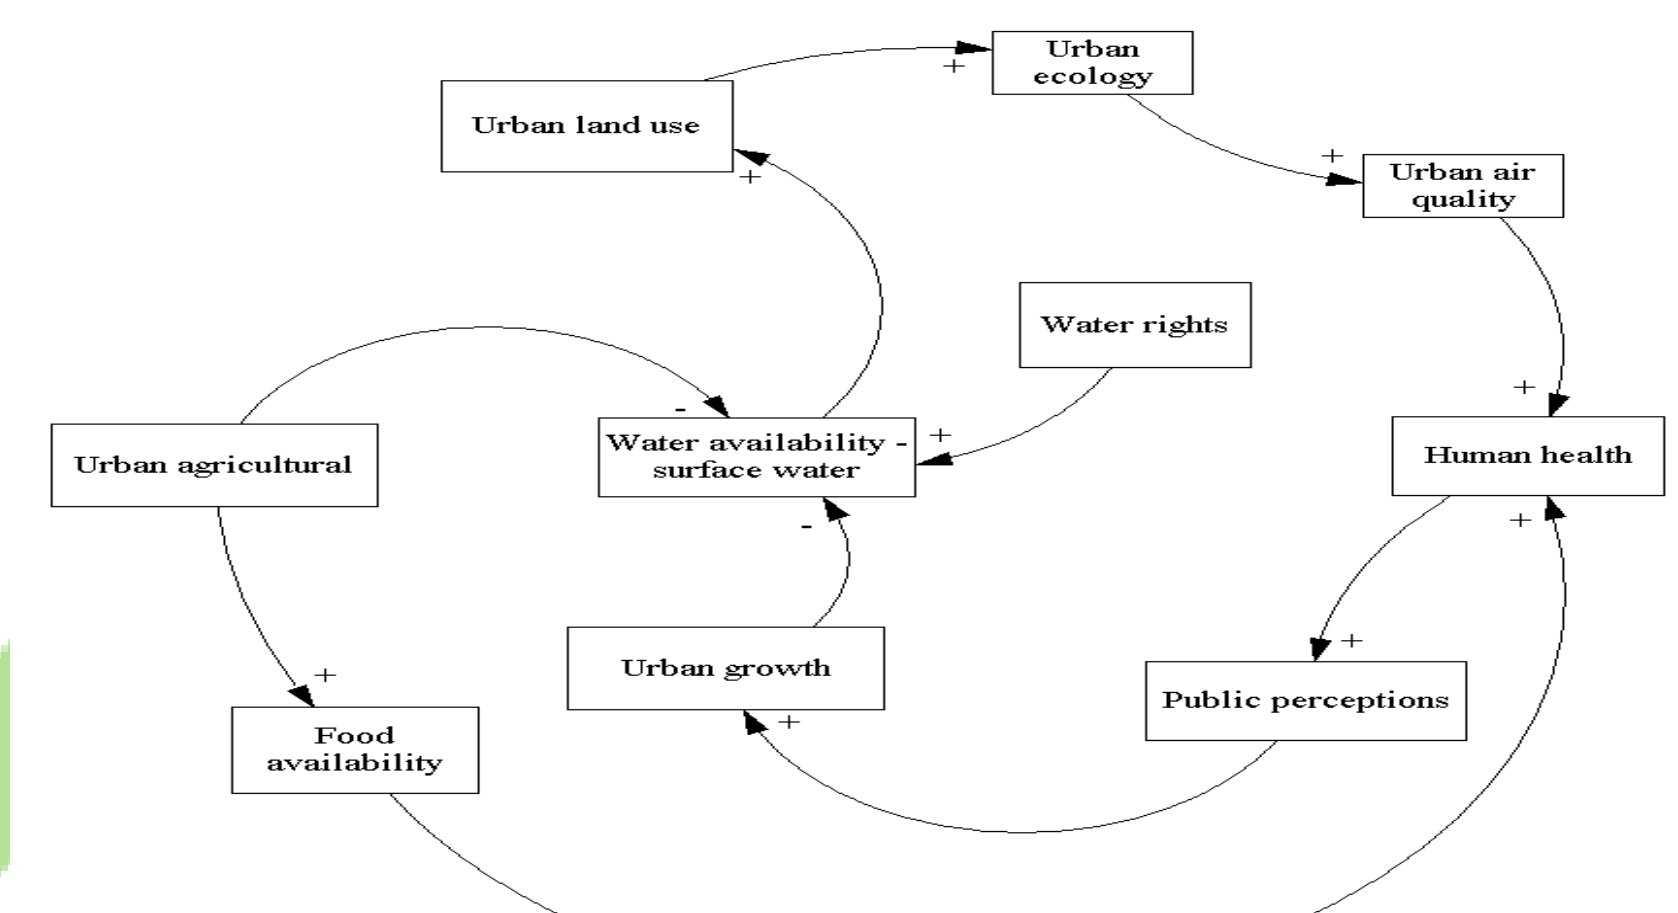 Urban
ecology
+
Urban land use
+
+
Urban air
quality
Water rights
+
-
+
Water availability -
surface water
Urban agricultural
Human health
-
+
+
Urban growth
+
Public perceptions
+
Food
availability